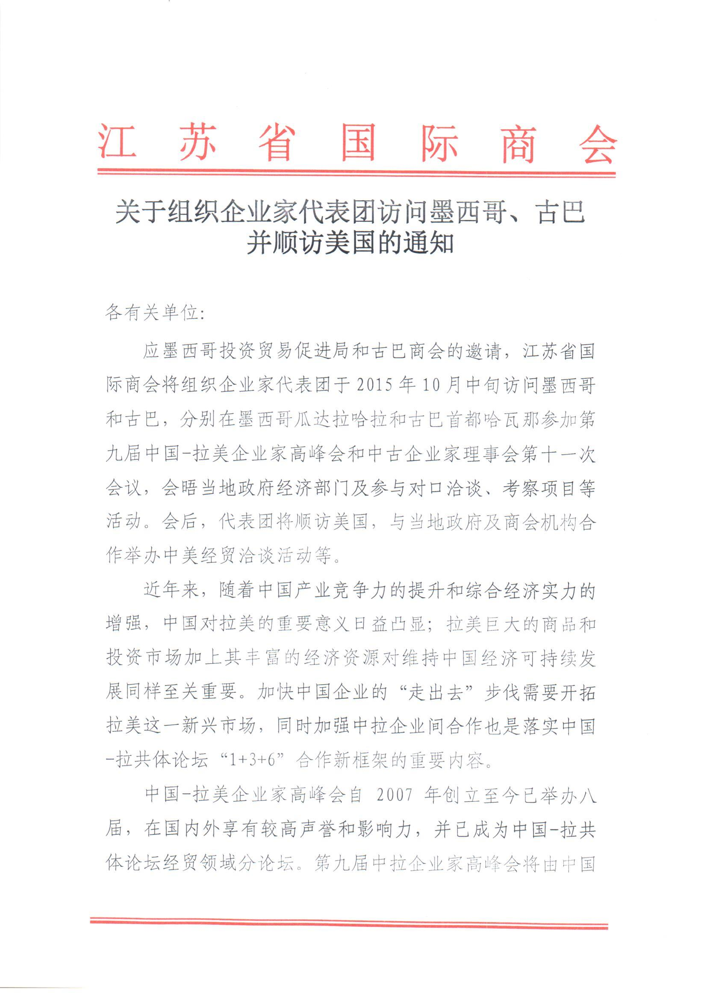 江苏省国际商会
关于组织企业家代表团访问墨西哥、古巴
并顺访美国的通知
各有关单位:
应墨西哥投资贸易促进局和古巴商会的邀请，江苏省国
际商会将组织企业家代表团于 2015 年 10 月中旬访问墨西哥
和古巴，分别在墨西哥瓜达拉哈拉和古巴首都哈瓦那参加第
九届中国-拉美企业家高峰会和中古企业家理事会第十一次
会议，会晤当地政府经济部门及参与对口洽谈、考察项目等
活动。会后，代表团将顺访美国，与当地政府及商会机构合
作举办中美经贸洽谈活动等。
近年来，随着中国产业竞争力的提升和综合经济实力的
增强，中国对拉美的重要意义日益凸显；拉美巨大的商品和
投资市场加上其丰富的经济资源对维持中国经济可持续发
展同样至关重要。加快中国企业的“走出去”步伐需要开拓
拉美这一新兴市场，同时加强中拉企业间合作也是落实中国
-拉共体论坛“1+3+6”合作新框架的重要内容。
中国-拉美企业家高峰会自 2007 年创立至今已举办八
届，在国内外享有较高声誉和影响力，并已成为中国-拉共
体论坛经贸领域分论坛。第九届中拉企业家高峰会将由中国